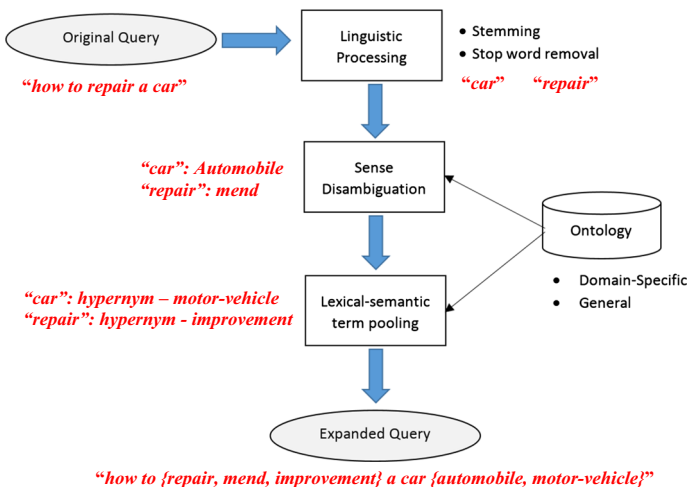 Original Query
“how to repair a car”
Linguistic
Processing
• Stemming
• Stop word removal
“car” “repair”
“car”: Automobile
“repair”: mend
Sense
Disambiguation
Ontology
• Domain-Specific
• General
“car”: hypernym – motor-vehicle
“repair”: hypernym - improvement
Lexical-semantic
term pooling
Expanded Query
“how to {repair, mend, improvement} a car {automobile, motor-vehicle}”